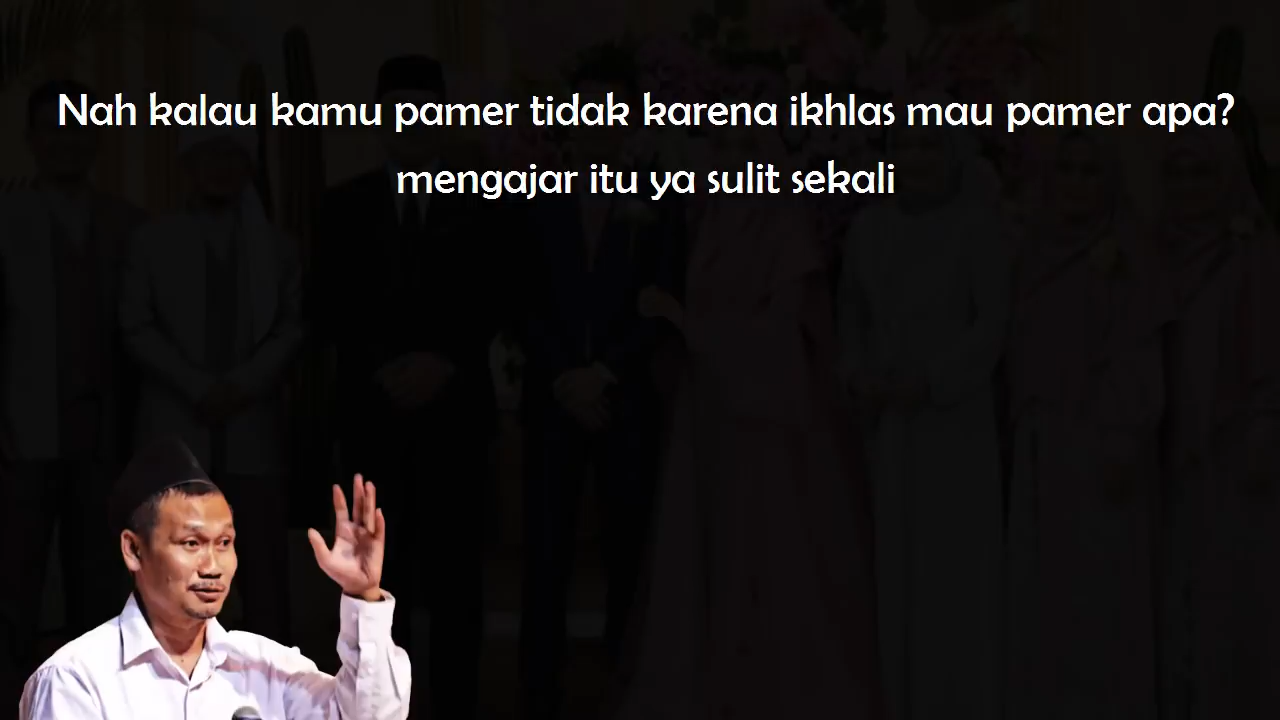 Nah kalau kamu pamer tidak karena ikhlas mau pamer apa?
mengajar itu ya sulit sekali